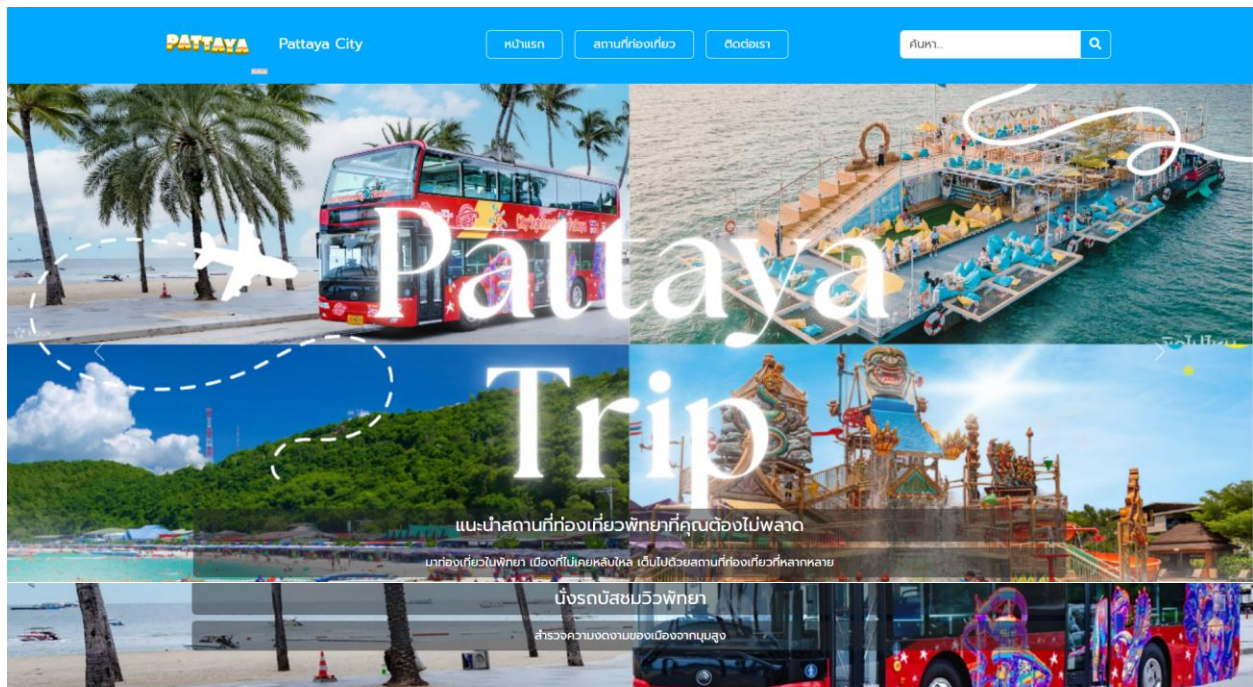 PATTAYA Pattaya City
หน้าแรก
สถานที่ท่องเที่ยว
ติดต่อเรา
ค้นหา...
Pattaya
Trip
แนะนำสถานที่ท่องเที่ยวพัทยาที่คุณต้องไม่พลาด
มาท่องเที่ยวในพัทยา เมืองที่ไม่เคยหลับใหล เต็มไปด้วยสถานที่ท่องเที่ยวที่หลากหลาย
นั่งรถบัสชมวิวพัทยา
สำรวจความงดงามของเมืองจากมุมสูง